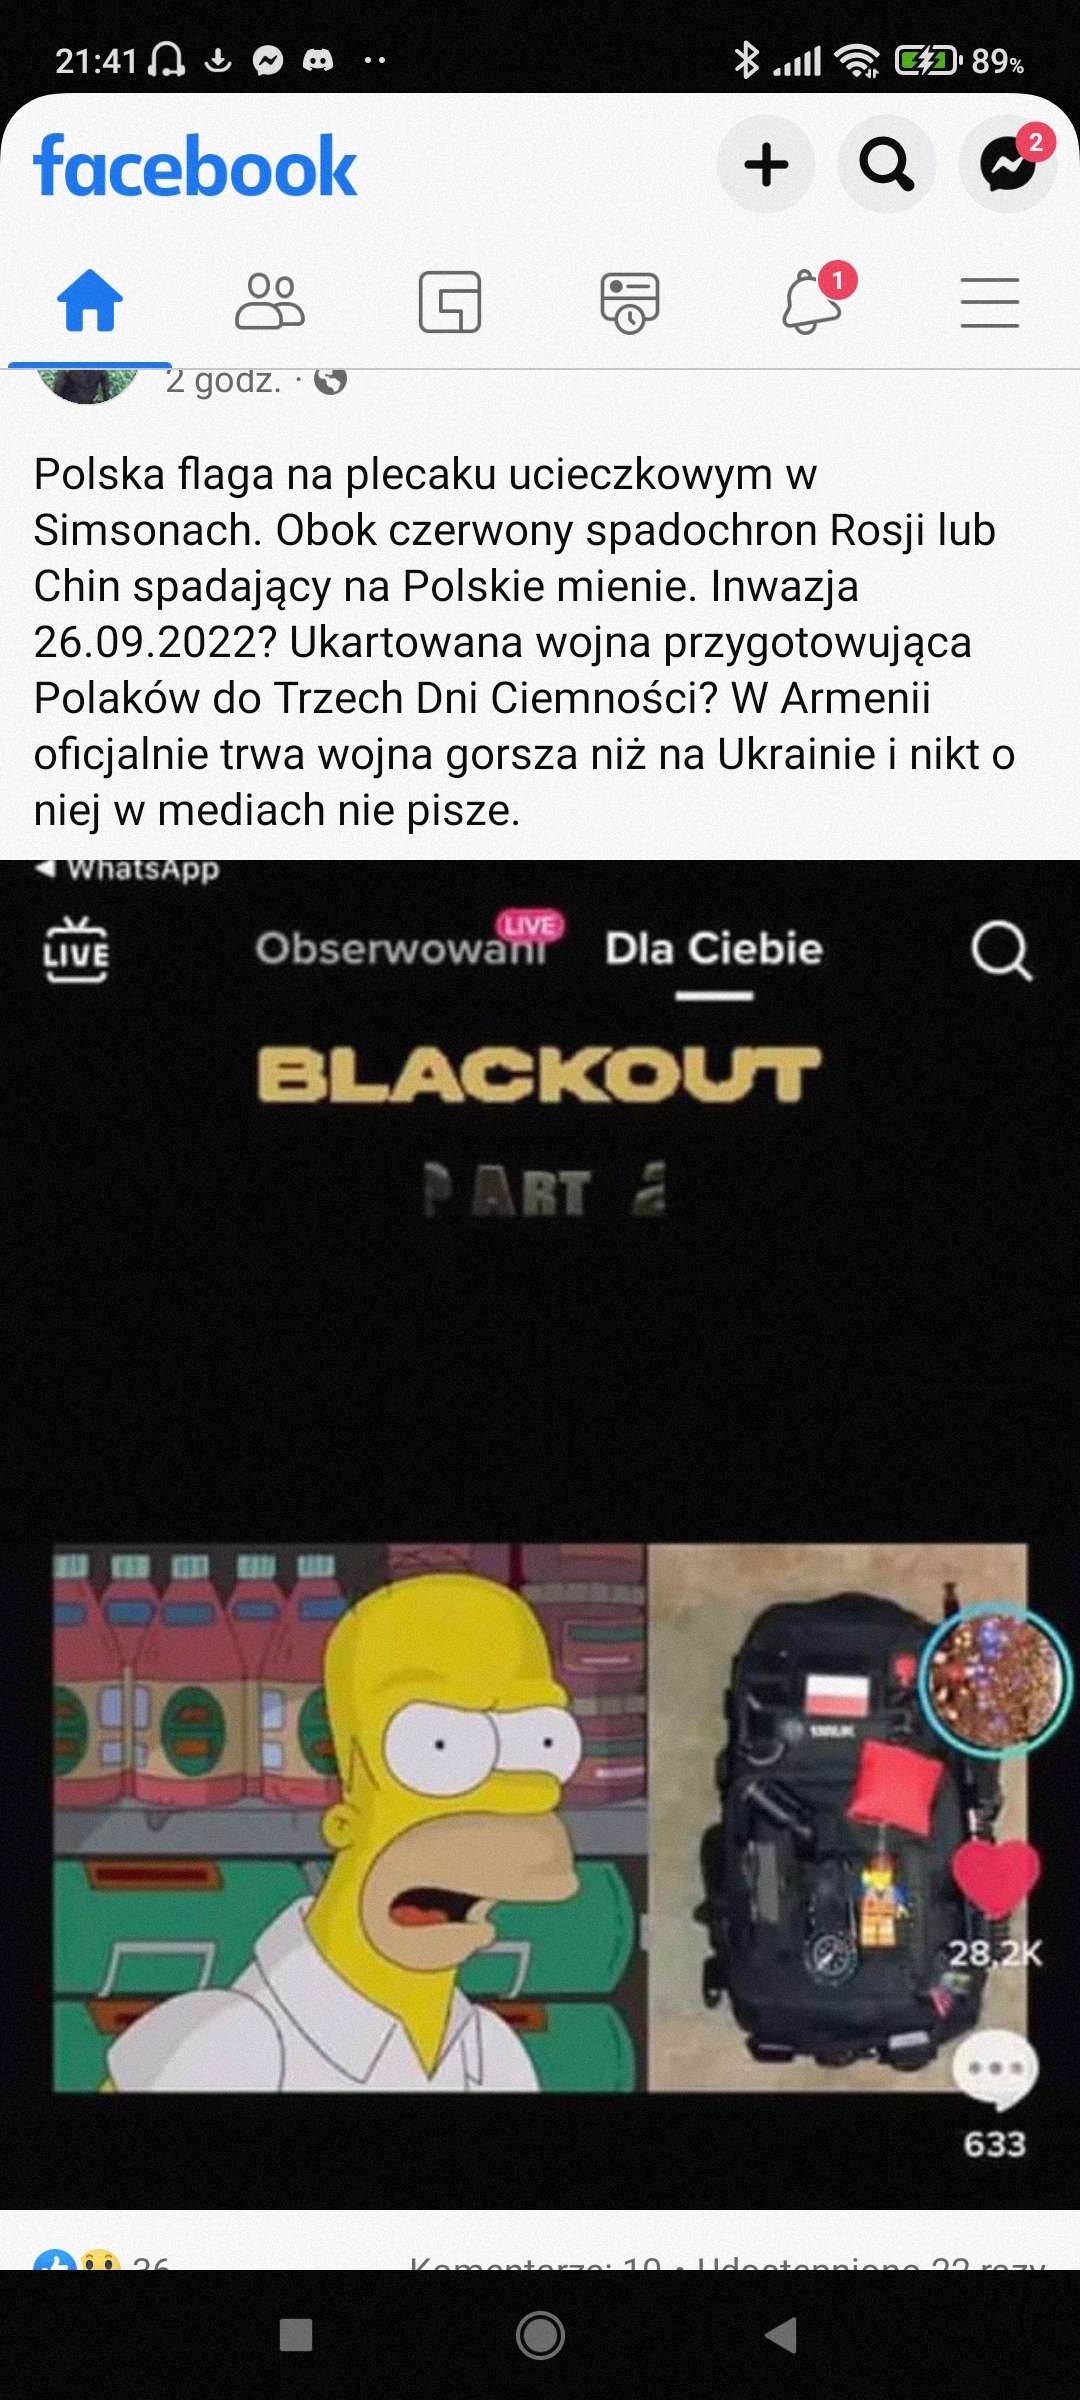 21:41
89%
facebook
2
1
2 godz. ·
Polska flaga na plecaku ucieczkowym w
Simsonach. Obok czerwony spadochron Rosji lub
Chin spadający na Polskie mienie. Inwazja
26.09.2022? Ukartowana wojna przygotowująca
Polaków do Trzech Dni Ciemności? W Armenii
oficjalnie trwa wojna gorsza niż na Ukrainie i nikt o
niej w mediach nie pisze.
WhatsApp
LIVE
Obserwowani
LIVE
Dla Ciebie
BLACKOUT
PART 2
28,2K
633
36
Komentarze: 10 • Udostępniono 22 razy